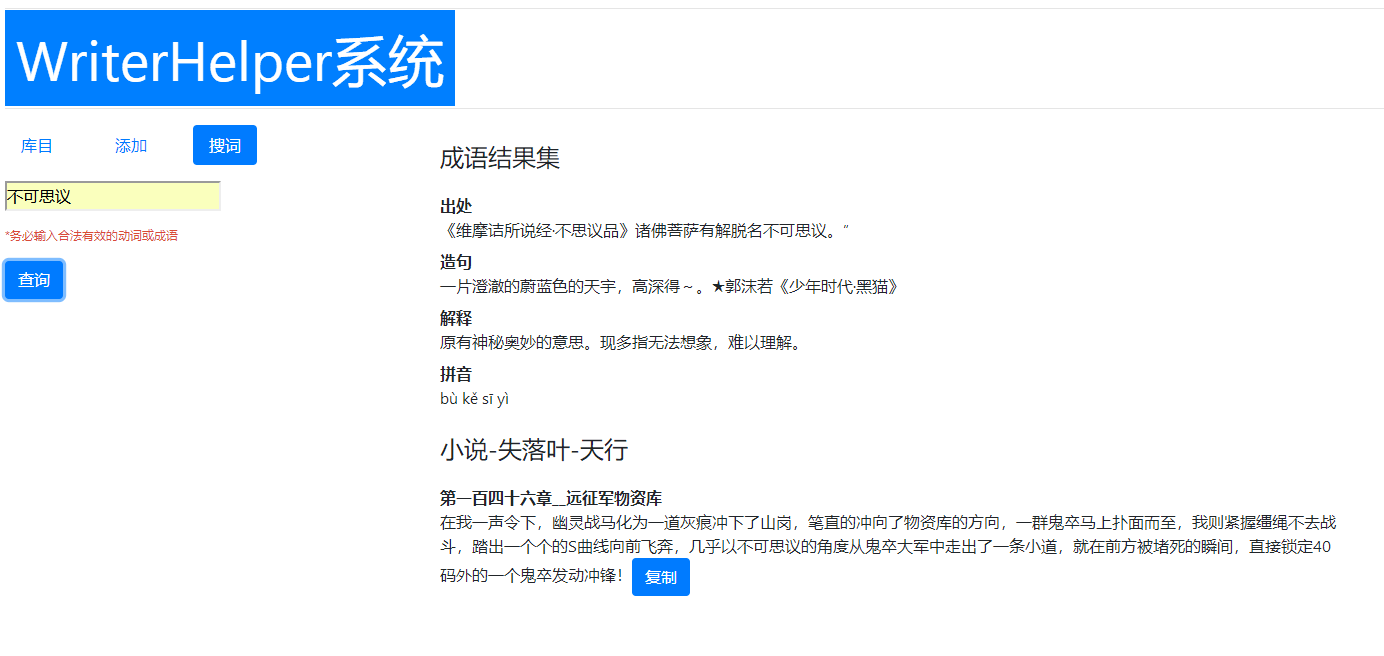 WriterHelper系统
库目 添加 搜词
不可思议
*务必输入合法有效的动词或成语
查询
成语结果集
出处
《维摩诘所说经·不思议品》诸佛菩萨有解脱名不可思议。”
造句
一片澄澈的蔚蓝色的天宇，高深得～。★郭沫若《少年时代·黑猫》
解释
原有神秘奥妙的意思。现多指无法想象，难以理解。
拼音
bù kě sī yì
小说-失落叶-天行
第一百四十六章__远征军物资库
在我一声令下，幽灵战马化为一道灰痕冲下了山岗，笔直的冲向了物资库的方向，一群鬼卒马上扑面而至，我则紧握缰绳不去战
斗，踏出一个个的S曲线向前飞奔，几乎以不可思议的角度从鬼卒大军中走出了一条小道，就在前方被堵死的瞬间，直接锁定40
码外的一个鬼卒发动冲锋！ 复制